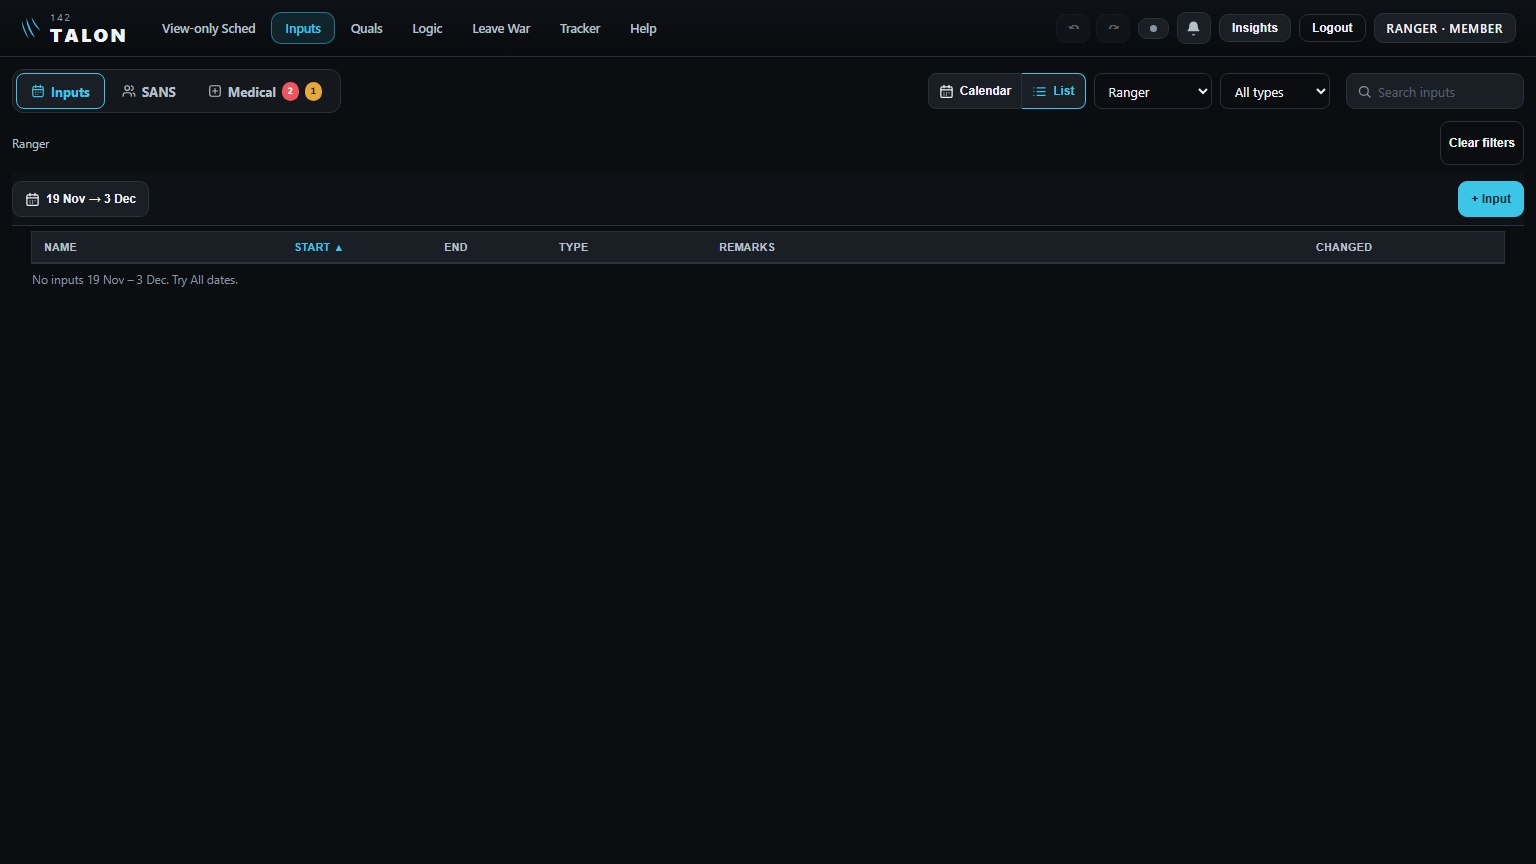 142
TALON
View-only Sched
Inputs
Quals
Logic
Leave War
Tracker
Help
Insights
Logout
RANGER · MEMBER
Inputs
SANS
Medical 2 1
Calendar
List
Ranger
All types
Search inputs
Ranger
Clear filters
19 Nov → 3 Dec
+ Input
NAME
START ▲
END
TYPE
REMARKS
CHANGED
No inputs 19 Nov – 3 Dec. Try All dates.